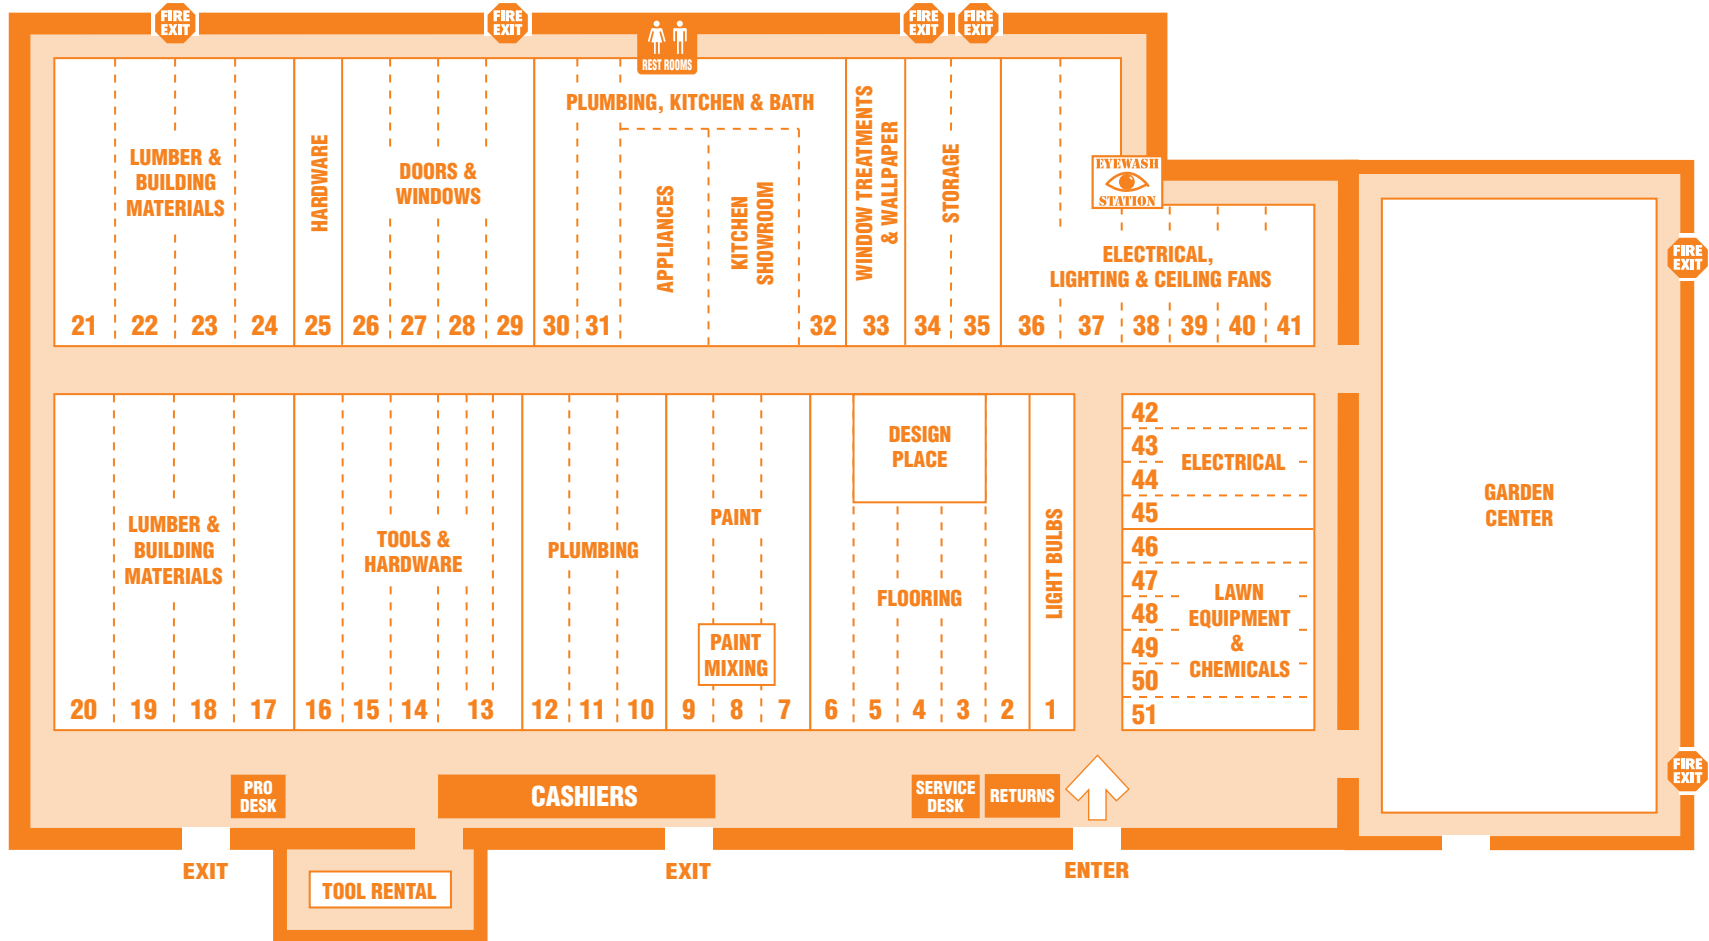 FIRE
EXIT
FIRE
EXIT
REST ROOMS
FIRE
EXIT
FIRE
EXIT
LUMBER &
BUILDING
MATERIALS
HARDWARE
DOORS &
WINDOWS
PLUMBING, KITCHEN & BATH
APPLIANCES
KITCHEN
SHOWROOM
WINDOW TREATMENTS
& WALLPAPER
STORAGE
EYEWASH
STATION
ELECTRICAL,
LIGHTING & CEILING FANS
21 22 23 24 25 26 27 28 29 30 31 32 33 34 35 36 37 38 39 40 41
FIRE
EXIT
LUMBER &
BUILDING
MATERIALS
TOOLS &
HARDWARE
PLUMBING
PAINT
PAINT
MIXING
DESIGN
PLACE
FLOORING
LIGHT BULBS
20 19 18 17 16 15 14 13 12 11 10 9 8 7 6 5 4 3 2 1
42
43
44
45
ELECTRICAL
46
47
48
49
50
51
LAWN
EQUIPMENT
&
CHEMICALS
GARDEN
CENTER
FIRE
EXIT
PRO
DESK
CASHIERS
SERVICE
DESK
RETURNS
EXIT
EXIT
ENTER
TOOL RENTAL